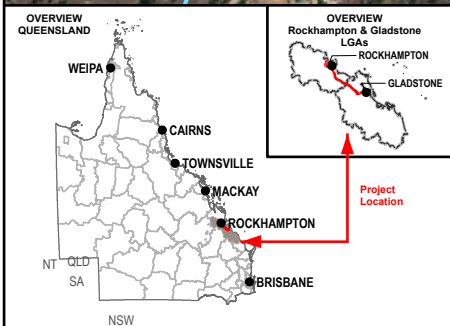 OVERVIEW
QUEENSLAND
WEIPA
CAIRNS
TOWNSVILLE
MACKAY
ROCKHAMPTON
BRISBANE
NT QLD
SA
NSW
OVERVIEW
Rockhampton & Gladstone
LGAs
ROCKHAMPTON
GLADSTONE
Project
Location